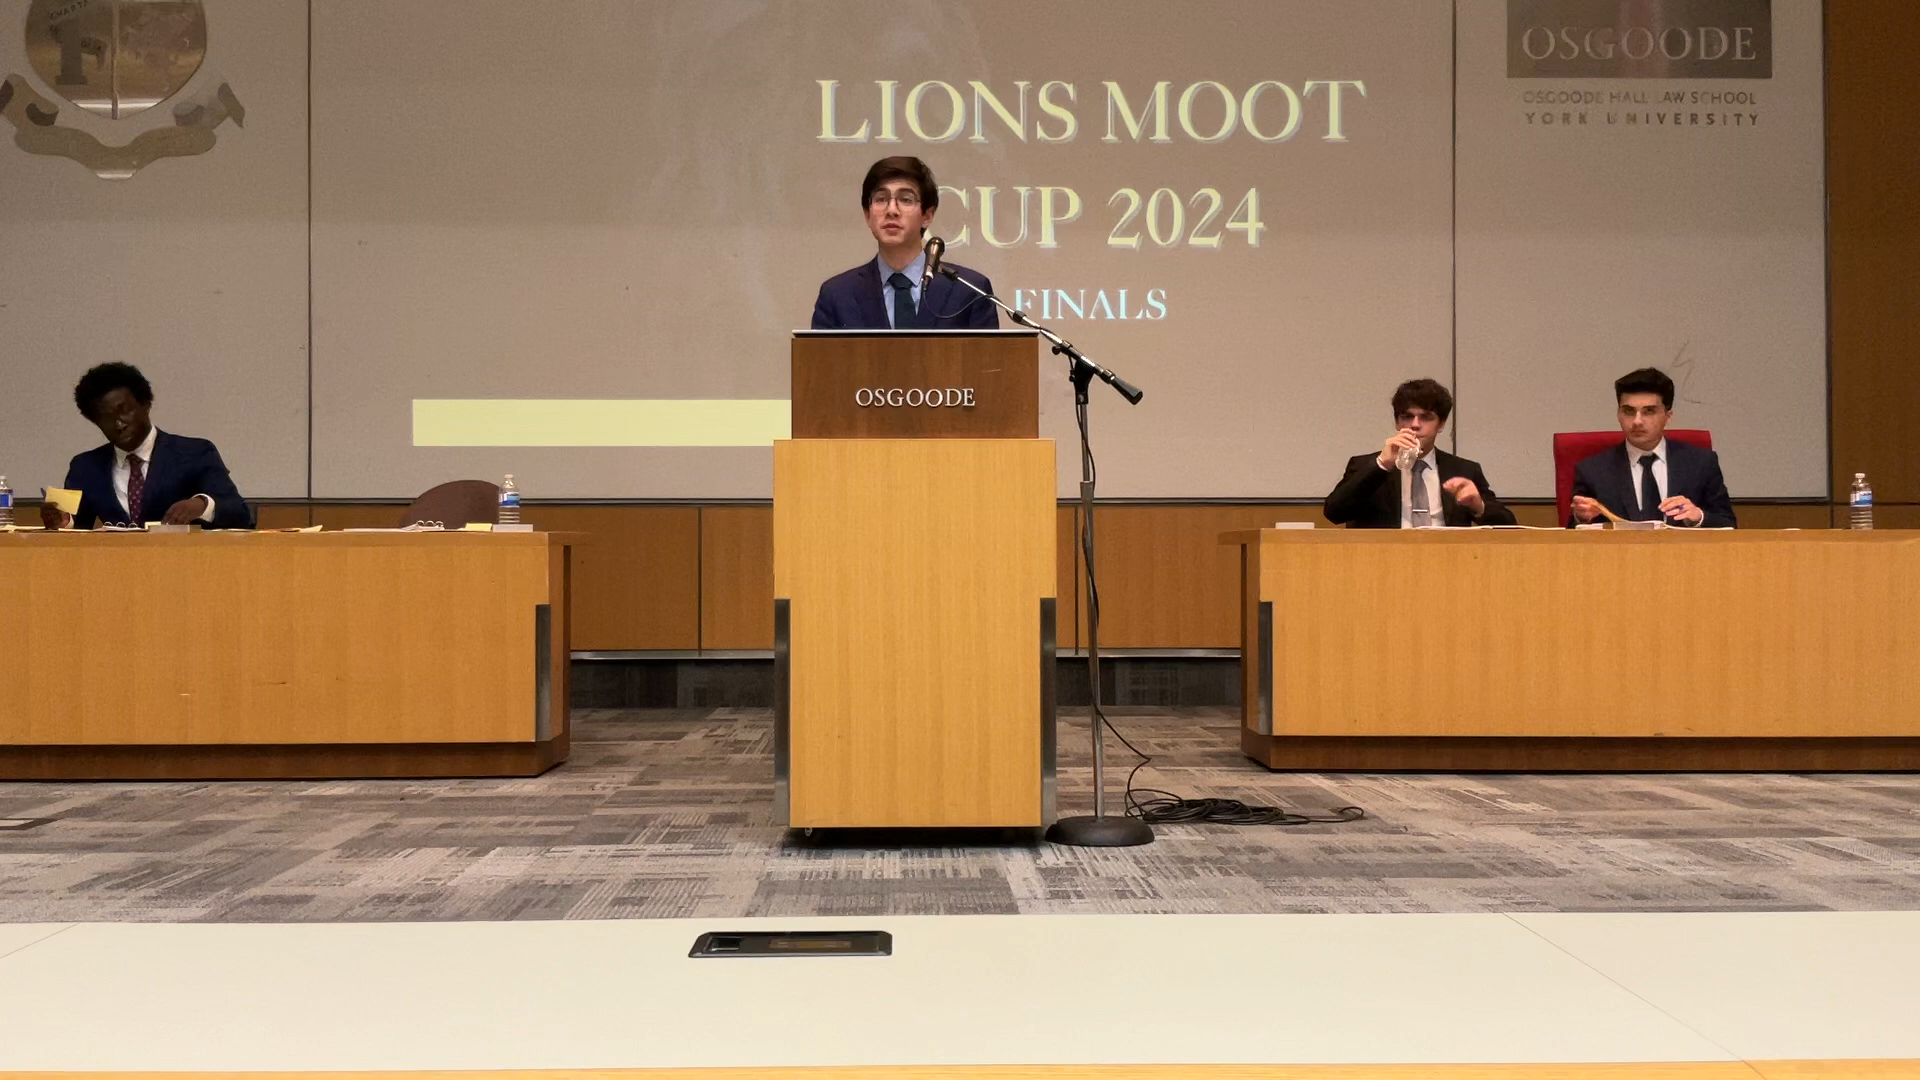 LIONS MOOT
CUP 2024
FINALS
OSGOODE
OSGOODE HALL LAW SCHOOL
YORK UNIVERSITY
OSGOODE